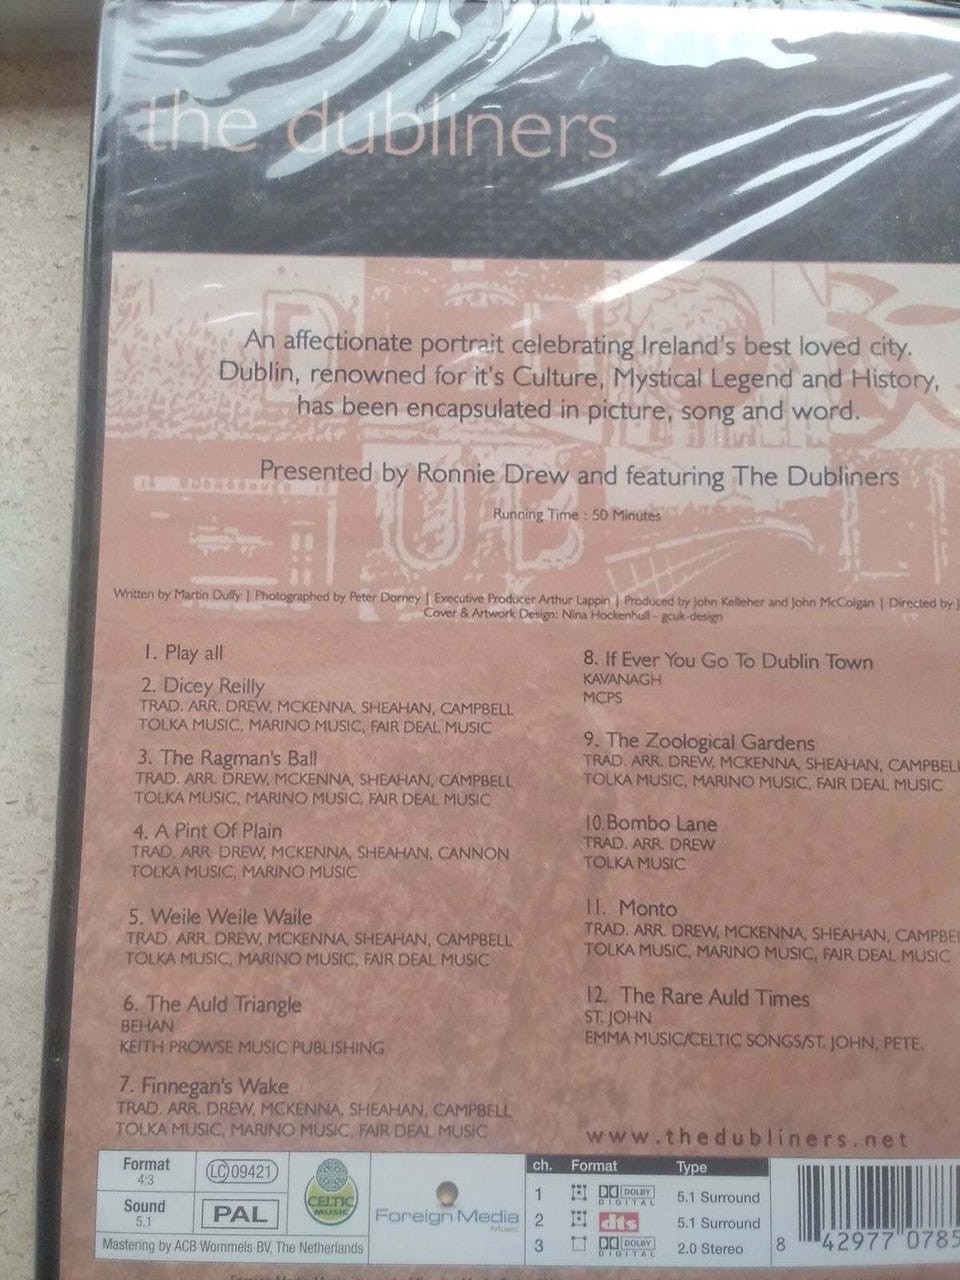 the dubliners
An affectionate portrait celebrating Ireland's best loved city.
Dublin, renowned for it's Culture, Mystical Legend and History,
has been encapsulated in picture, song and word.
Presented by Ronnie Drew and featuring The Dubliners
Running Time : 50 Minutes
Written by Martin Duffy | Photographed by Peter Dorney | Executive Producer Arthur Lappin | Produced by John Kelleher and John McColgan | Directed by J
Cover & Artwork Design: Nina Hockenhull - gcuk-design
1. Play all
2. Dicey Reilly
TRAD. ARR. DREW, MCKENNA, SHEAHAN, CAMPBELL
TOLKA MUSIC, MARINO MUSIC, FAIR DEAL MUSIC
3. The Ragman's Ball
TRAD. ARR. DREW, MCKENNA, SHEAHAN, CAMPBELL
TOLKA MUSIC, MARINO MUSIC, FAIR DEAL MUSIC
4. A Pint Of Plain
TRAD. ARR. DREW, MCKENNA, SHEAHAN, CANNON
TOLKA MUSIC, MARINO MUSIC
5. Weile Weile Waile
TRAD. ARR. DREW, MCKENNA, SHEAHAN, CAMPBELL
TOLKA MUSIC, MARINO MUSIC, FAIR DEAL MUSIC
6. The Auld Triangle
BEHAN
KEITH PROWSE MUSIC PUBLISHING
7. Finnegan's Wake
TRAD. ARR. DREW, MCKENNA, SHEAHAN, CAMPBELL
TOLKA MUSIC, MARINO MUSIC, FAIR DEAL MUSIC
8. If Ever You Go To Dublin Town
KAVANAGH
MCPS
9. The Zoological Gardens
TRAD. ARR. DREW, MCKENNA, SHEAHAN, CAMPBELL
TOLKA MUSIC, MARINO MUSIC, FAIR DEAL MUSIC
10.Bombo Lane
TRAD. ARR. DREW
TOLKA MUSIC
11. Monto
TRAD. ARR. DREW, MCKENNA, SHEAHAN, CAMPBE
TOLKA MUSIC, MARINO MUSIC, FAIR DEAL MUSIC
12. The Rare Auld Times
ST. JOHN
EMMA MUSIC/CELTIC SONGS/ST. JOHN, PETE.
www.thedubliners.net
Format
4:3
Sound
5.1
LC 09421
PAL
CELTIC
MUSIC
Foreign Media
Music
Mastering by ACB Wommels BV, The Netherlands
ch. Format Type
1 DOLBY DIGITAL 5.1 Surround
2 dts 5.1 Surround
3 DOLBY DIGITAL 2.0 Stereo
8 42977 0785